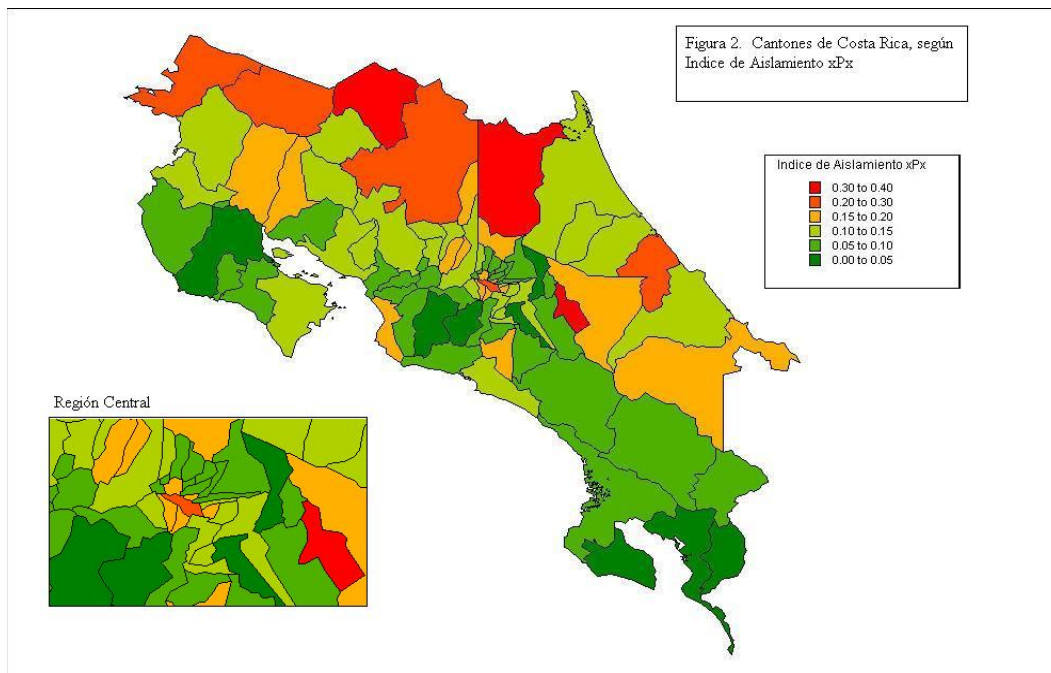 Figura 2. Cantones de Costa Rica, según
Indice de Aislamiento xPx
Indice de Aislamiento xPx
0.30 to 0.40
0.20 to 0.30
0.15 to 0.20
0.10 to 0.15
0.05 to 0.10
0.00 to 0.05
Región Central